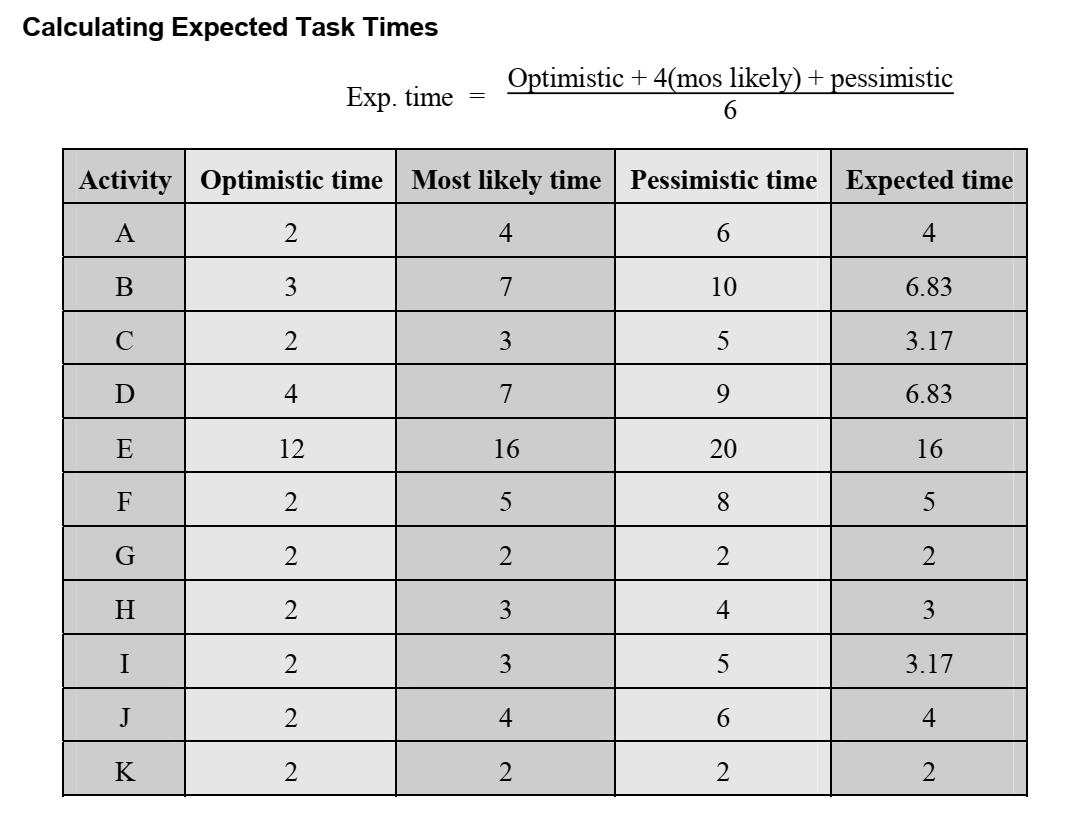 Calculating Expected Task Times
Exp. time = Optimistic + 4(mos likely) + pessimistic
6
Activity Optimistic time Most likely time Pessimistic time Expected time
A 2 4 6 4
B 3 7 10 6.83
C 2 3 5 3.17
D 4 7 9 6.83
E 12 16 20 16
F 2 5 8 5
G 2 2 2 2
H 2 3 4 3
I 2 3 5 3.17
J 2 4 6 4
K 2 2 2 2